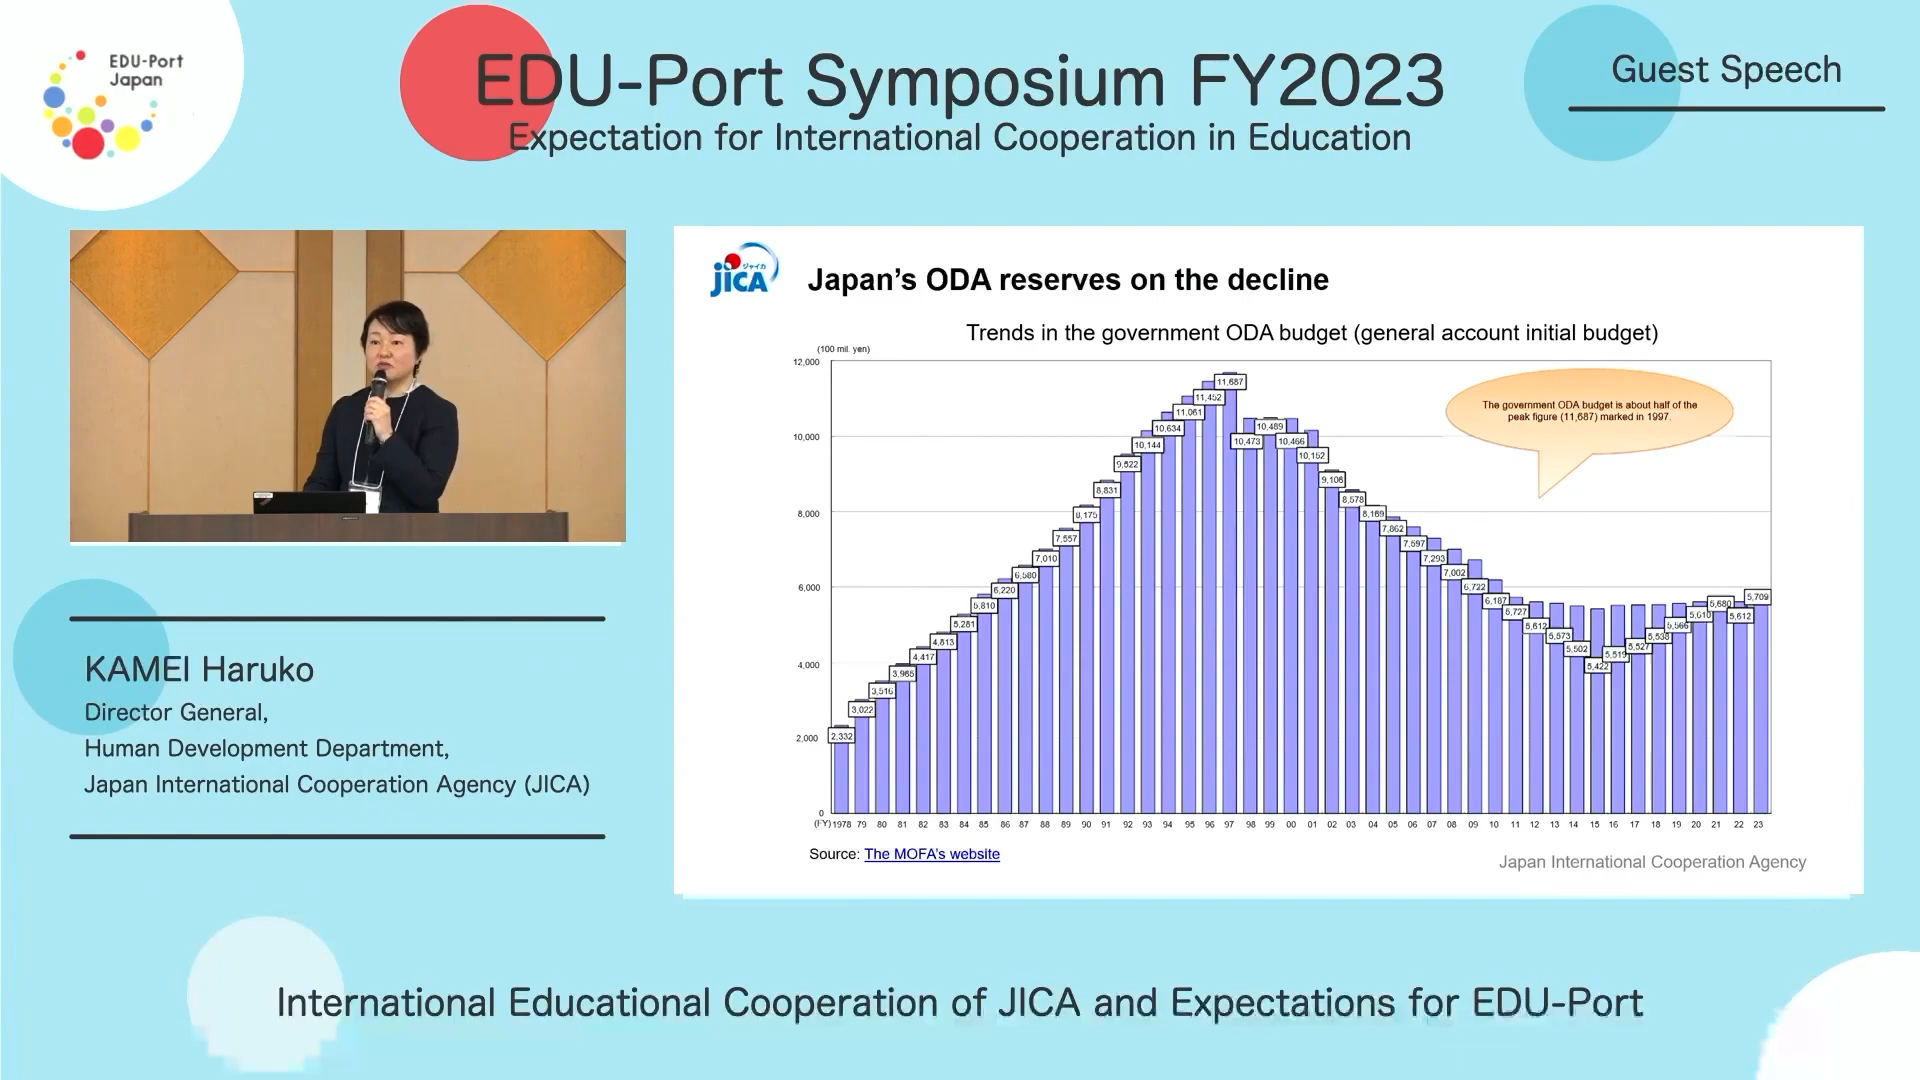 EDU-Port
Japan
EDU-Port Symposium FY2023
Expectation for International Cooperation in Education
Guest Speech
KAMEI Haruko
Director General,
Human Development Department,
Japan International Cooperation Agency (JICA)
ジャイカ
JICA
Japan's ODA reserves on the decline
Trends in the government ODA budget (general account initial budget)
(100 mil. yen)
The government ODA budget is about half of the
peak figure (11,687) marked in 1997.
12,000
10,000
8,000
6,000
4,000
2,000
0
2,332
3,022
3,516
3,965
4,417
4,813
5,281
5,810
6,220
6,580
7,010
7,557
8,175
8,831
9,522
10,144
10,634
11,061
11,452
11,687
10,473
10,489
10,466
10,152
9,106
8,578
8,169
7,862
7,597
7,293
7,002
6,722
6,187
5,727
5,612
5,573
5,502
5,422
5,519
5,527
5,538
5,566
5,610
5,680
5,612
5,709
(FY) 1978 79 80 81 82 83 84 85 86 87 88 89 90 91 92 93 94 95 96 97 98 99 00 01 02 03 04 05 06 07 08 09 10 11 12 13 14 15 16 17 18 19 20 21 22 23
Source: The MOFA's website
Japan International Cooperation Agency
International Educational Cooperation of JICA and Expectations for EDU-Port